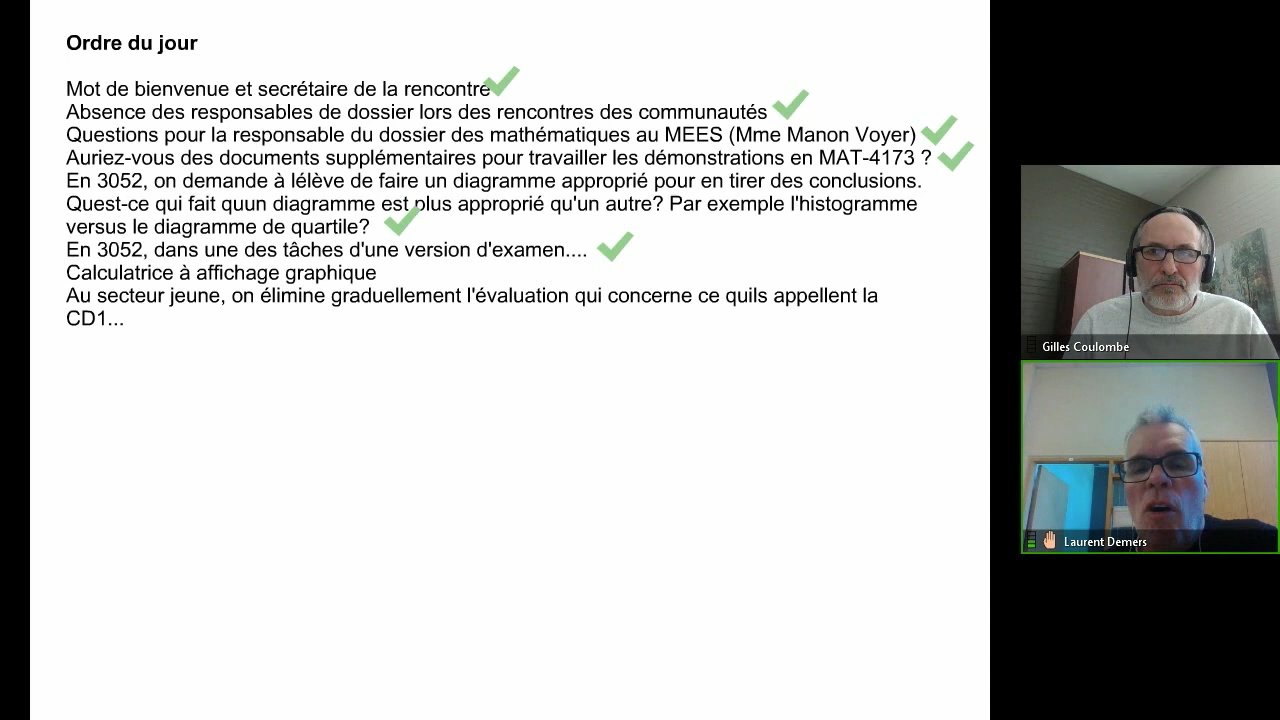 Ordre du jour
Mot de bienvenue et secrétaire de la rencontre
Absence des responsables de dossier lors des rencontres des communautés
Questions pour la responsable du dossier des mathématiques au MEES (Mme Manon Voyer)
Auriez-vous des documents supplémentaires pour travailler les démonstrations en MAT-4173 ?
En 3052, on demande à lélève de faire un diagramme approprié pour en tirer des conclusions.
Quest-ce qui fait quun diagramme est plus approprié qu'un autre? Par exemple l'histogramme
versus le diagramme de quartile?
En 3052, dans une des tâches d'une version d'examen....
Calculatrice à affichage graphique
Au secteur jeune, on élimine graduellement l'évaluation qui concerne ce quils appellent la
CD1...
Gilles Coulombe
Laurent Demers